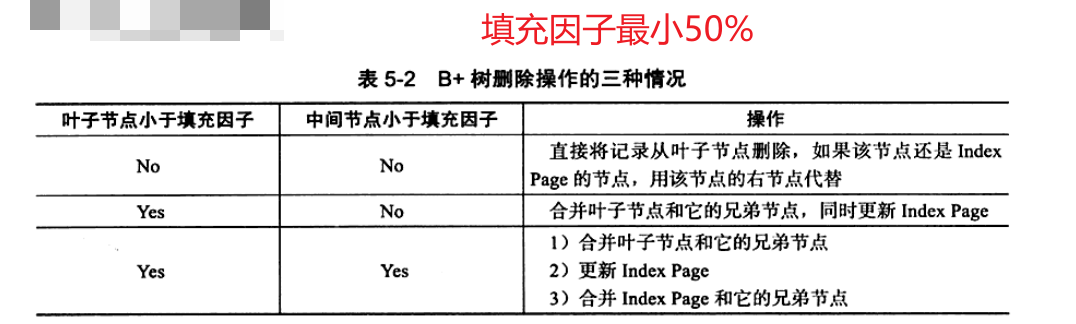 填充因子最小50%
表 5-2 B+ 树删除操作的三种情况
叶子节点小于填充因子 中间节点小于填充因子 操作
No No 直接将记录从叶子节点删除，如果该节点还是 Index
Page 的节点，用该节点的右节点代替
Yes No 合并叶子节点和它的兄弟节点，同时更新 Index Page
1）合并叶子节点和它的兄弟节点
Yes Yes 2）更新 Index Page
3）合并 Index Page 和它的兄弟节点